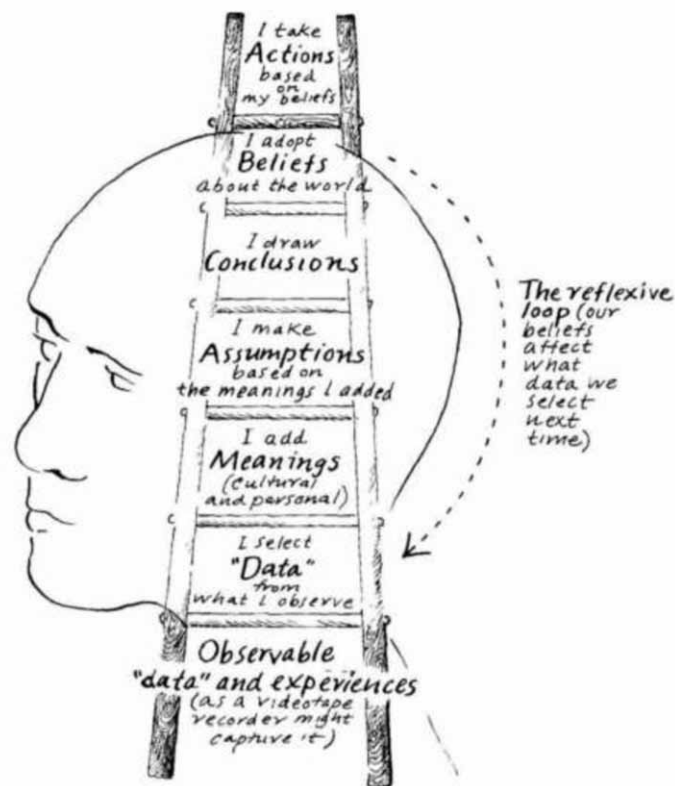 I take
Actions
based
on
my beliefs
I adopt
Beliefs
about the world
I draw
Conclusions
I make
Assumptions
based on
the meanings I added
I add
Meanings
(cultural
and personal)
I select
"Data"
from
what I observe
Observable
"data" and experiences
(as a videotape
recorder might
capture it)
The reflexive
loop (our
beliefs
affect
what
data we
select
next
time)